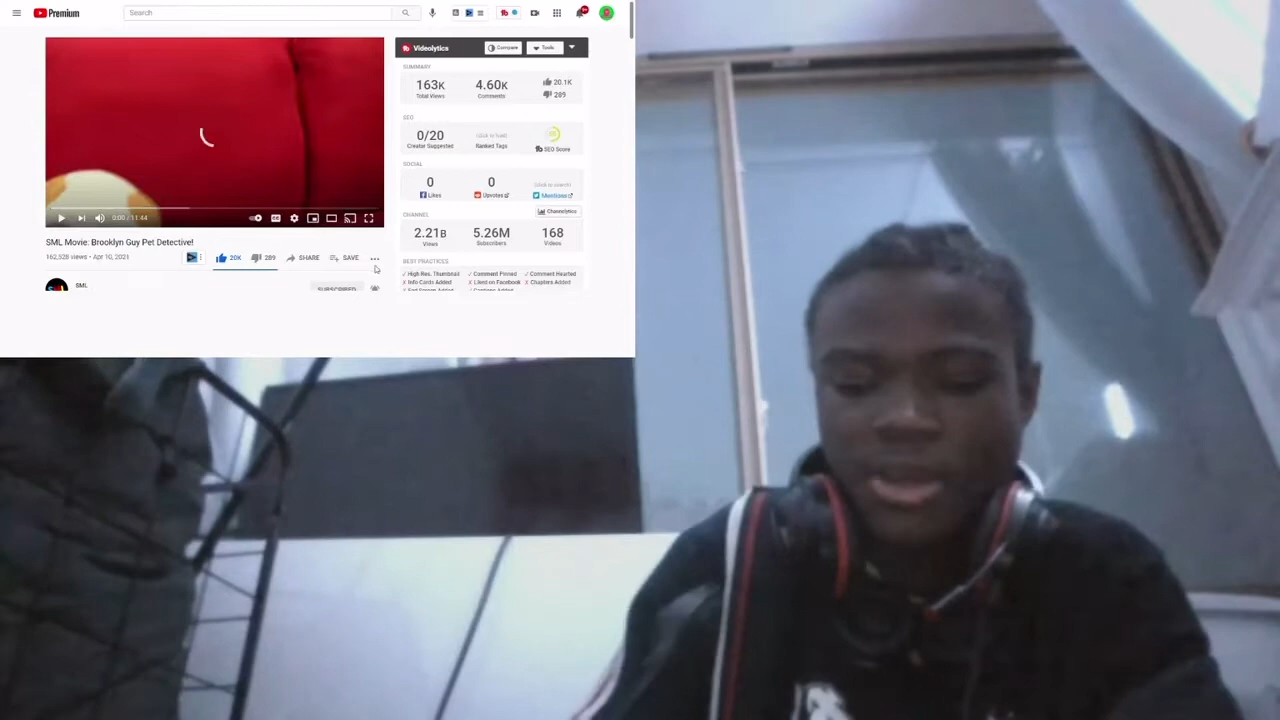 Premium
Search
9+
Videolytics
Compare
Tools
SUMMARY
163K
4.60K
20.1K
289
Total Views
Comments
SEO
0/20
Creator Suggested
Ranked Tags
SEO Score
SOCIAL
0
0
Likes
Upvotes
Mentions
CHANNEL
Channelytics
2.21B
5.26M
168
Views
Subscribers
Videos
BEST PRACTICES
✓ High Res. Thumbnail
✓ Comment Pinned
✓ Comment Hearted
X Info Cards Added
X Liked on Facebook
X Chapters Added
0:00 / 11:44
SML Movie: Brooklyn Guy Pet Detective!
162,528 views • Apr 10, 2021
20K
289
SHARE
SAVE
SML
SUBSCRIBED